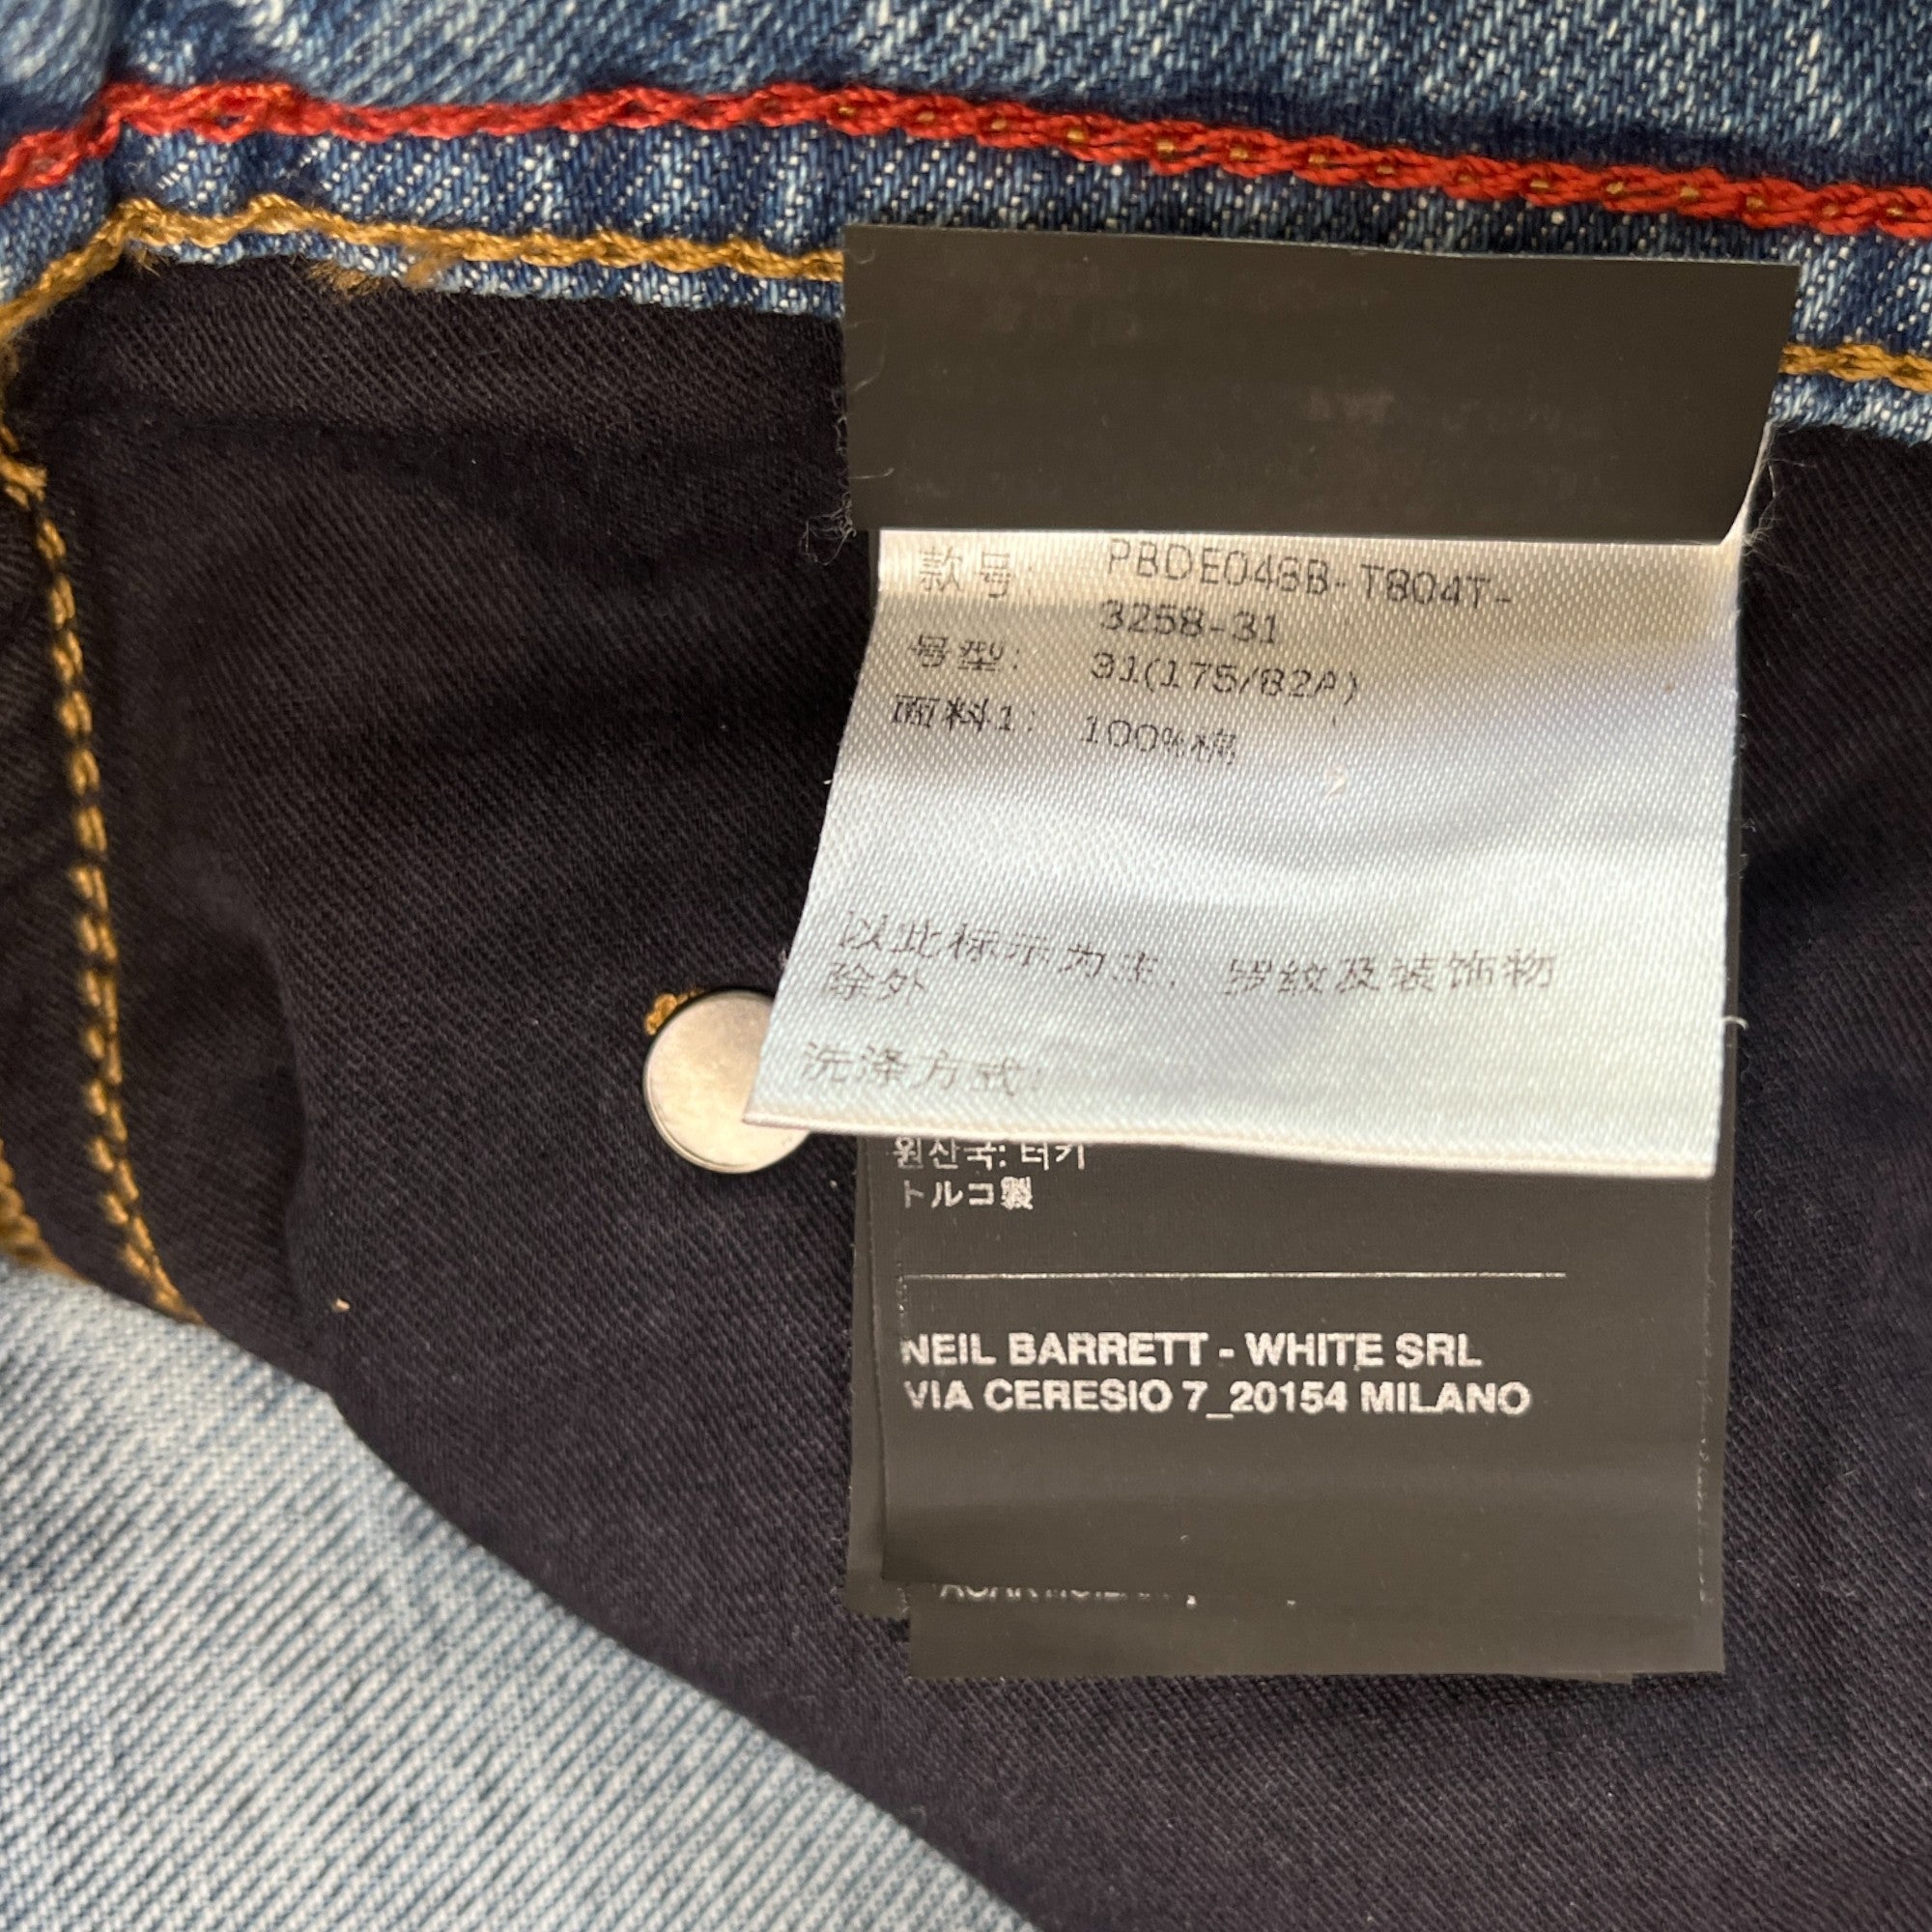 款号: PBDE048B-T804T-
3258-31
号型: 31(175/82A)
面料1: 100%棉
以此标示为主, 罗纹及装饰物
除外
洗涤方式:
원산국: 터키
トルコ製
NEIL BARRETT - WHITE SRL
VIA CERESIO 7_20154 MILANO